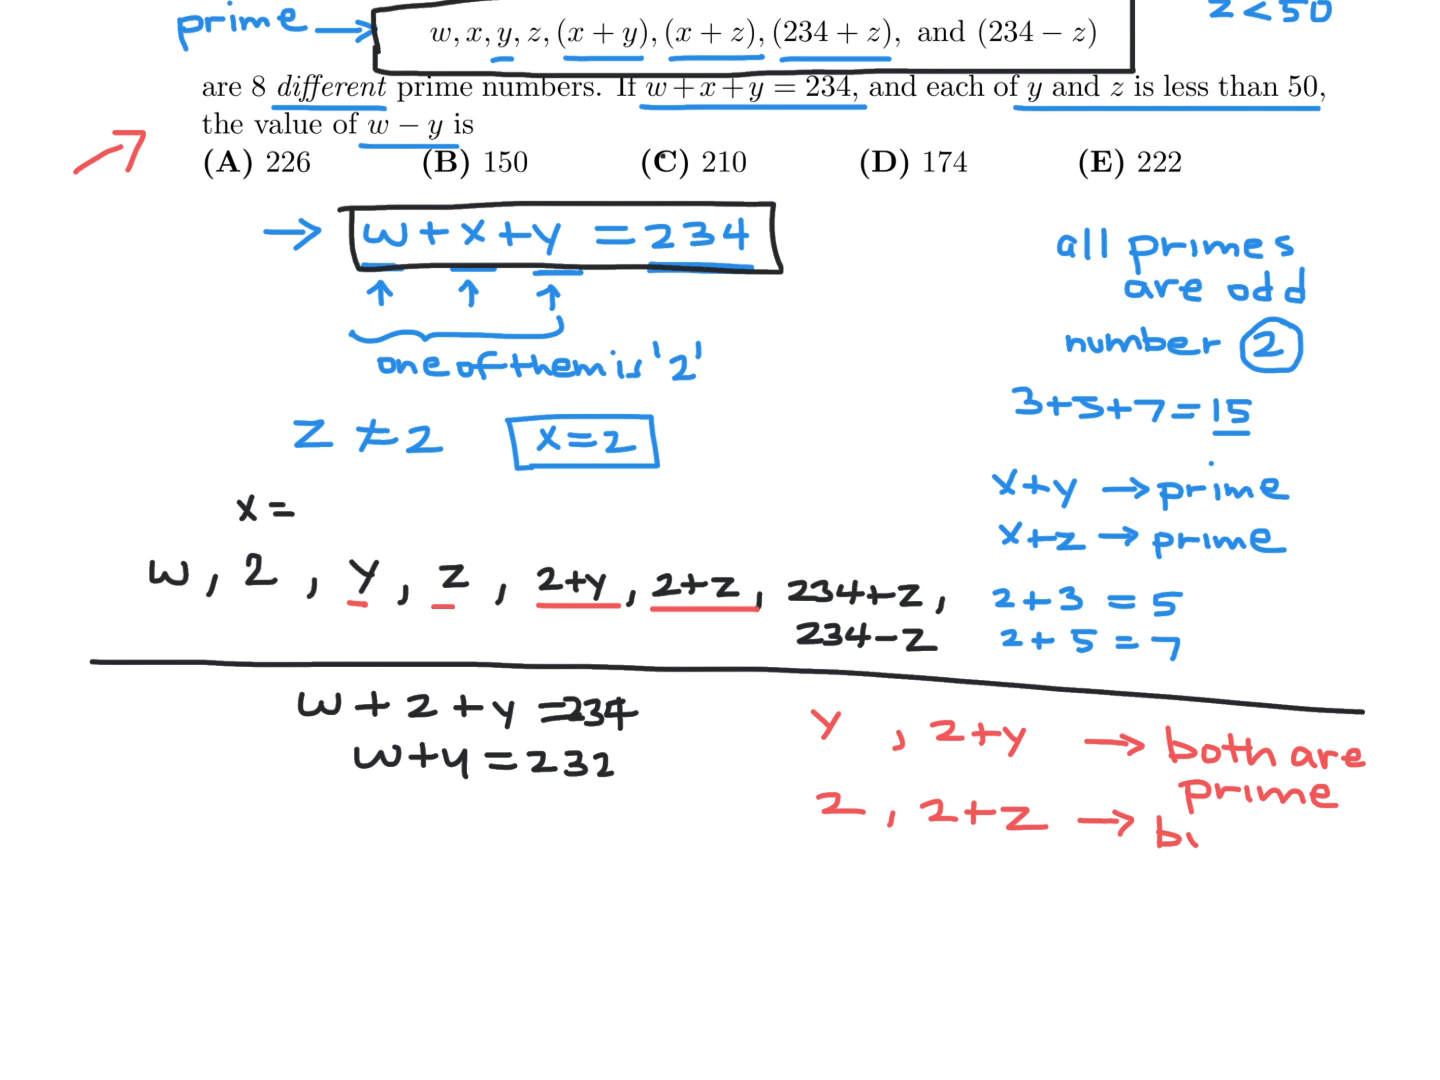 prime →
z < 50
w, x, y, z, (x + y), (x + z), (234 + z), and (234 − z)
are 8 different prime numbers. If w + x + y = 234, and each of y and z is less than 50,
the value of w − y is
(A) 226 (B) 150 (C) 210 (D) 174 (E) 222
→ w + x + y = 234
↑ ↑ ↑
one of them is '2'
z ≠ 2 x = 2
all primes
are odd
number 2
3+5+7=15
x+y → prime
x+z → prime
2+3 = 5
2+5 = 7
x =
w, 2, y, z, 2+y, 2+z, 234+z,
234−z
w + 2 + y = 234
w+y = 232
y, 2+y → both are
prime
z, 2+z →